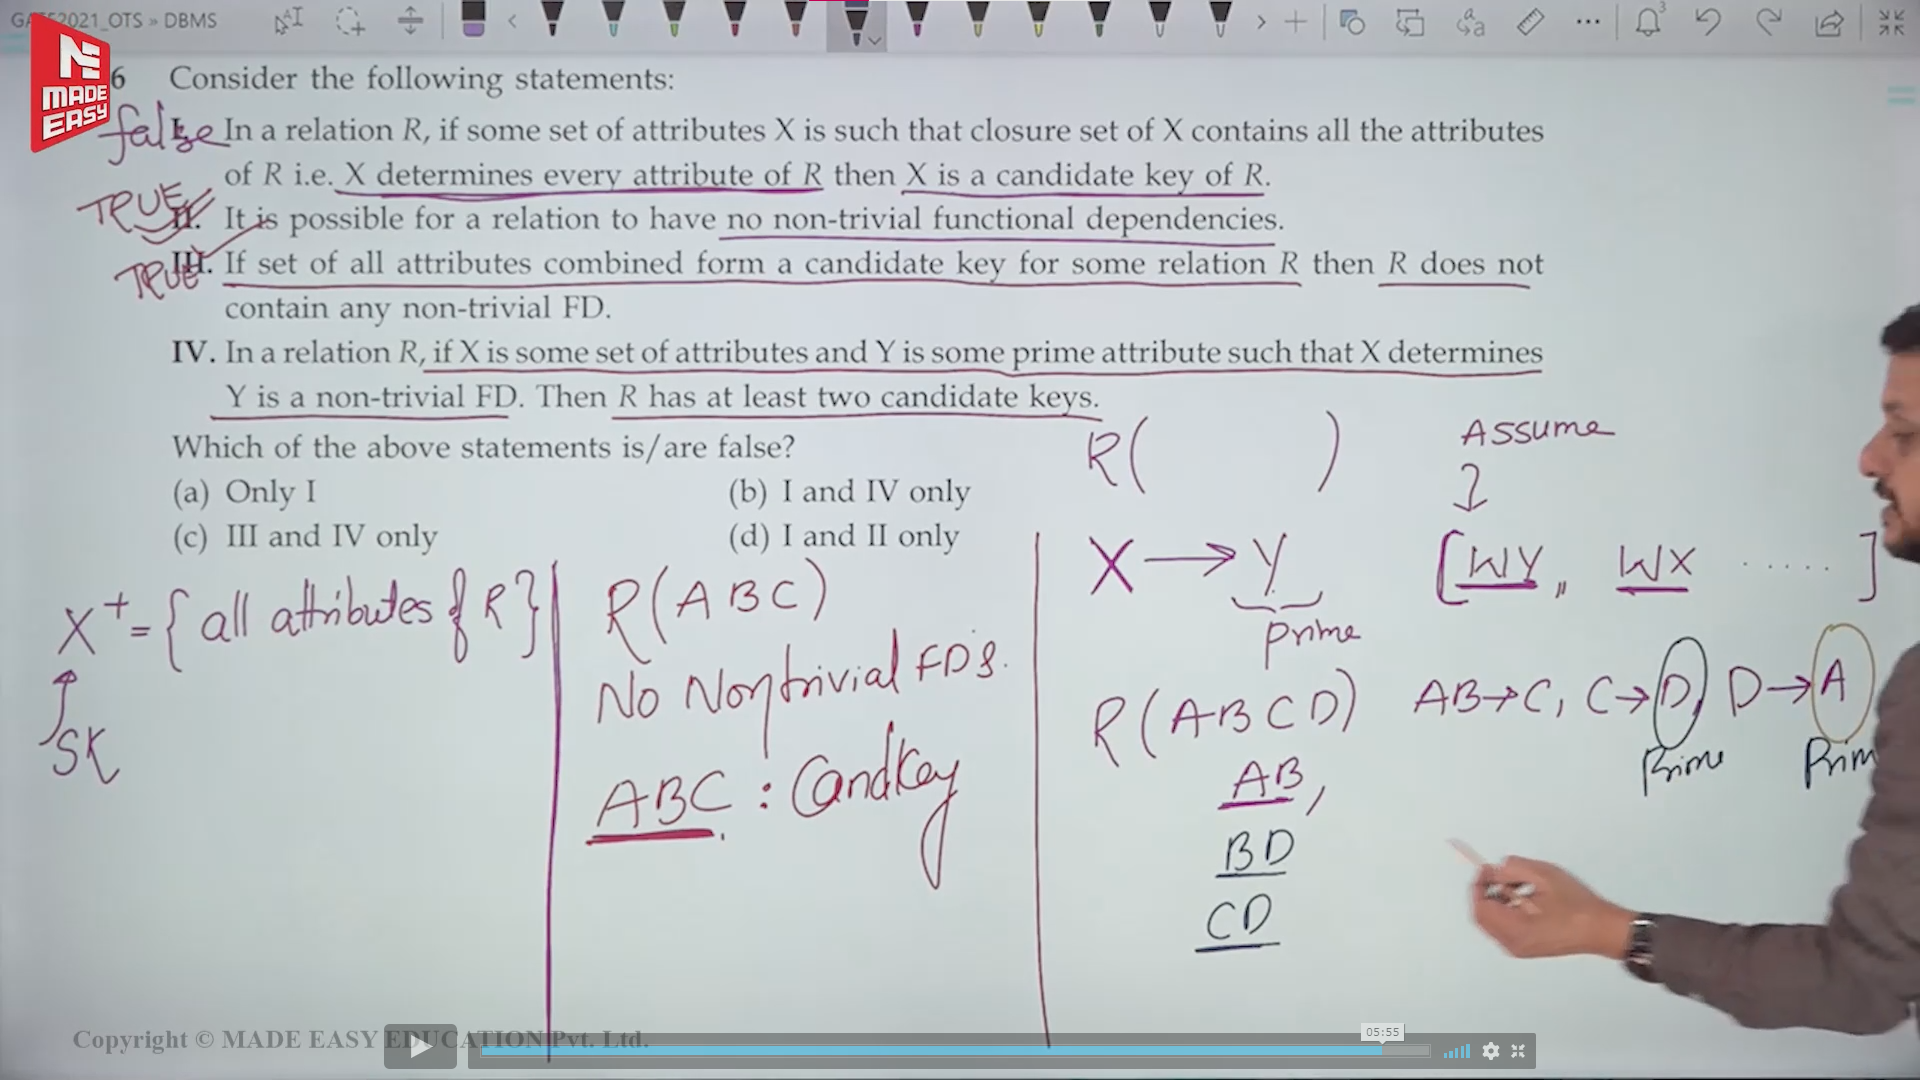 GATE2021_OTS » DBMS
MADE EASY
6 Consider the following statements:
false I. In a relation R, if some set of attributes X is such that closure set of X contains all the attributes
of R i.e. X determines every attribute of R then X is a candidate key of R.
TRUE II. It is possible for a relation to have no non-trivial functional dependencies.
TRUE III. If set of all attributes combined form a candidate key for some relation R then R does not
contain any non-trivial FD.
IV. In a relation R, if X is some set of attributes and Y is some prime attribute such that X determines
Y is a non-trivial FD. Then R has at least two candidate keys.
Which of the above statements is/are false?
(a) Only I (b) I and IV only
(c) III and IV only (d) I and II only
X+ = { all attributes of R }
SK
R(ABC)
No Nontrivial FDs.
ABC : Candkey
R( )
Assume
X → Y [WY, WX ..... ]
prime
R(ABCD) AB→C, C→D, D→A
Prime Prim
AB,
BD
CD
Copyright © MADE EASY EDUCATION Pvt. Ltd.
05:55